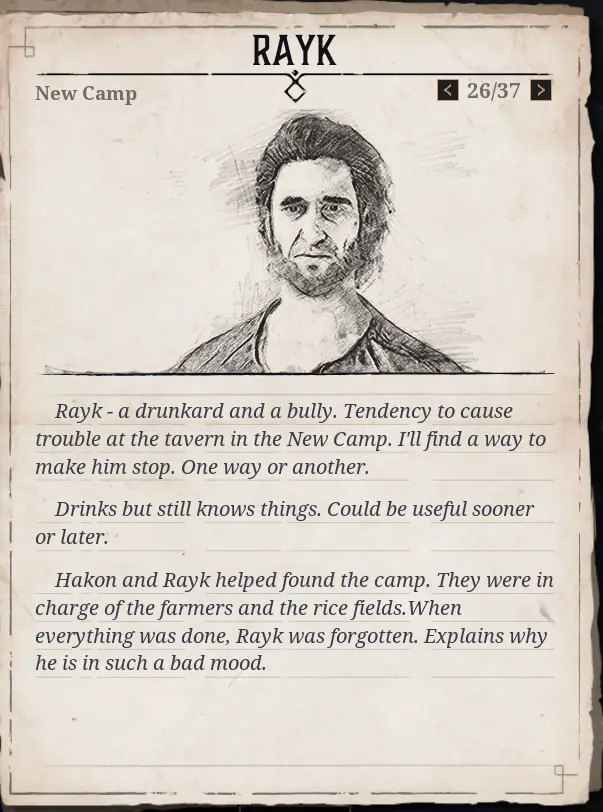 RAYK
New Camp
26/37
Rayk - a drunkard and a bully. Tendency to cause
trouble at the tavern in the New Camp. I'll find a way to
make him stop. One way or another.
Drinks but still knows things. Could be useful sooner
or later.
Hakon and Rayk helped found the camp. They were in
charge of the farmers and the rice fields.When
everything was done, Rayk was forgotten. Explains why
he is in such a bad mood.